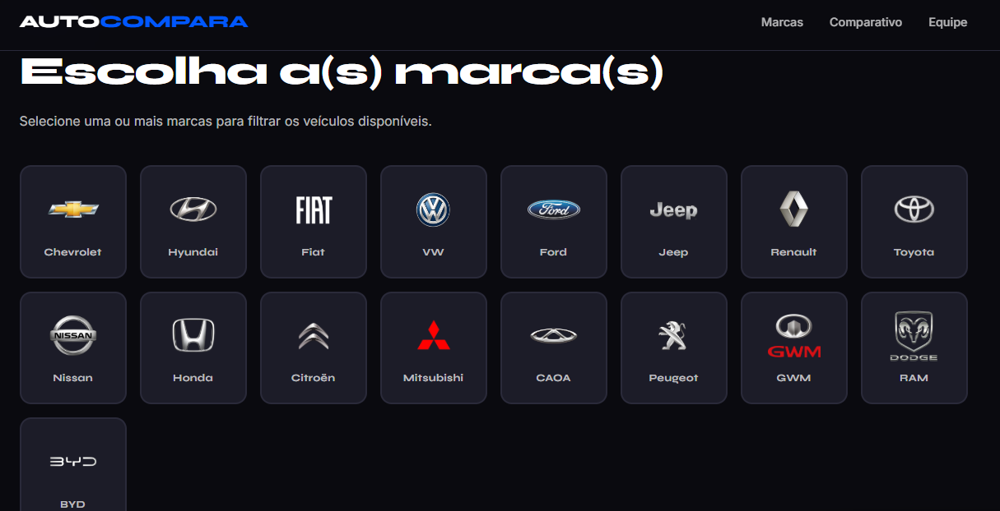 AUTOCOMPARA Marcas Comparativo Equipe
Escolha a(s) marca(s)
Selecione uma ou mais marcas para filtrar os veículos disponíveis.
FIAT Ford Jeep
Chevrolet Hyundai Fiat VW Ford Jeep Renault Toyota
NISSAN GWM DODGE
Nissan Honda Citroën Mitsubishi CAOA Peugeot GWM RAM
BYD
BYD